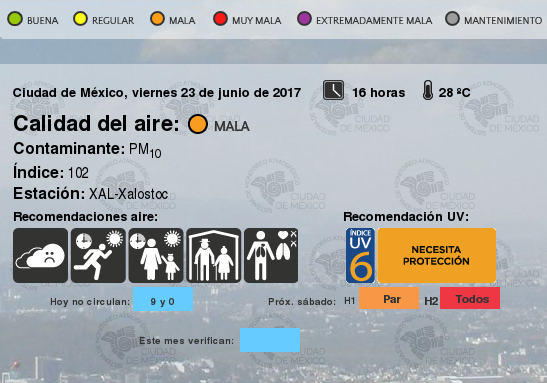 BUENA REGULAR MALA MUY MALA EXTREMADAMENTE MALA MANTENIMIENTO
Ciudad de México, viernes 23 de junio de 2017 16 horas 28 ºC
Calidad del aire: MALA
Contaminante: PM10
Índice: 102
Estación: XAL-Xalostoc
Recomendaciones aire: Recomendación UV:
ÍNDICE
UV
6
NECESITA
PROTECCIÓN
Hoy no circulan: 9 y 0 Próx. sábado: H1 Par H2 Todos
Este mes verifican: